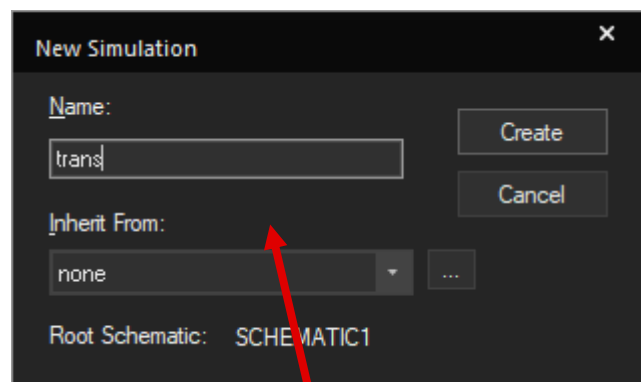 New Simulation
Name:
Create
trans
Cancel
Inherit From:
none
...
Root Schematic: SCHEMATIC1